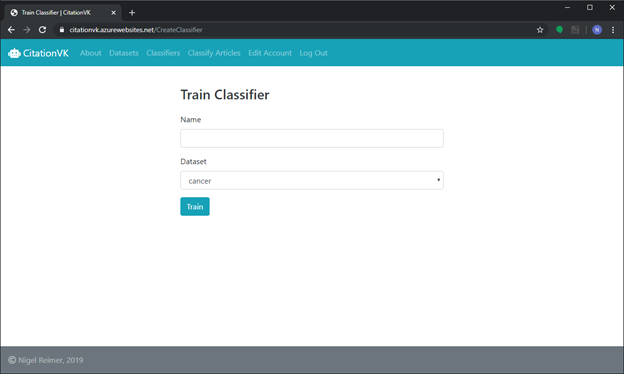 Train Classifier | CitationVK
citationvk.azurewebsites.net/CreateClassifier
N
CitationVK About Datasets Classifiers Classify Articles Edit Account Log Out
Train Classifier
Name
Dataset
cancer
Train
© Nigel Reimer, 2019